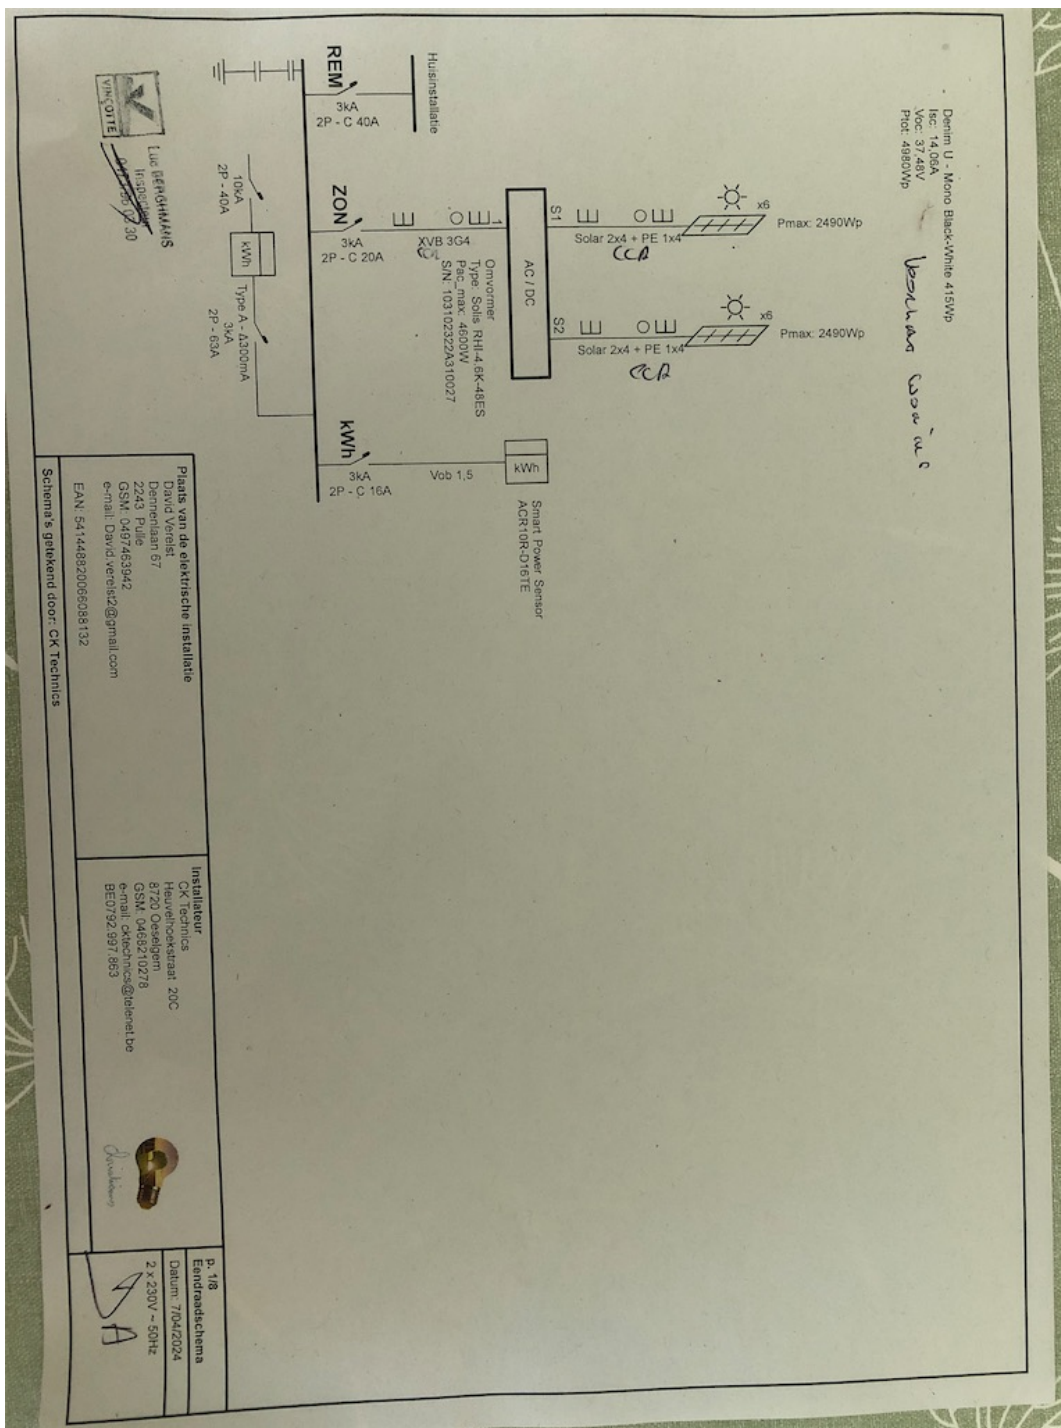 Denim U - Mono Black-White 415Wp
Isc: 14,06A
Voc: 37,48V
Ptot: 4980Wp
x6
Pmax: 2490Wp
x6
Pmax: 2490Wp
S1
Solar 2x4 + PE 1x4
CCA
S2
Solar 2x4 + PE 1x4
CCA
AC / DC
Omvormer
Type: Solis RHI-4.6K-48ES
Pac_max: 4600W
S/N: 103102322A310027
1
XVB 3G4
Huisinstallatie
REM
3kA
2P - C 40A
ZON
3kA
2P - C 20A
kWh
3kA
2P - C 16A
Vob 1,5
kWh
Smart Power Sensor
ACR10R-D16TE
10kA
2P - 40A
kWh
Type A - Δ300mA
3kA
2P - 63A
VINÇOTTE
Luc BERGHMANS
Inspecteur
Plaats van de elektrische installatie
David Verelst
Dennenlaan 67
2243 Pulle
GSM: 0497463942
e-mail: David.verelst2@gmail.com
EAN: 541448820066088132
Schema's getekend door: CK Technics
Installateur
CK Technics
Heuvelhoekstraat 20C
8720 Oeselgem
GSM: 0468210278
e-mail: cktechnics@telenet.be
BE0792.997.863
p. 1/8
Eendraadschema
Datum: 7/04/2024
2 x 230V ~ 50Hz